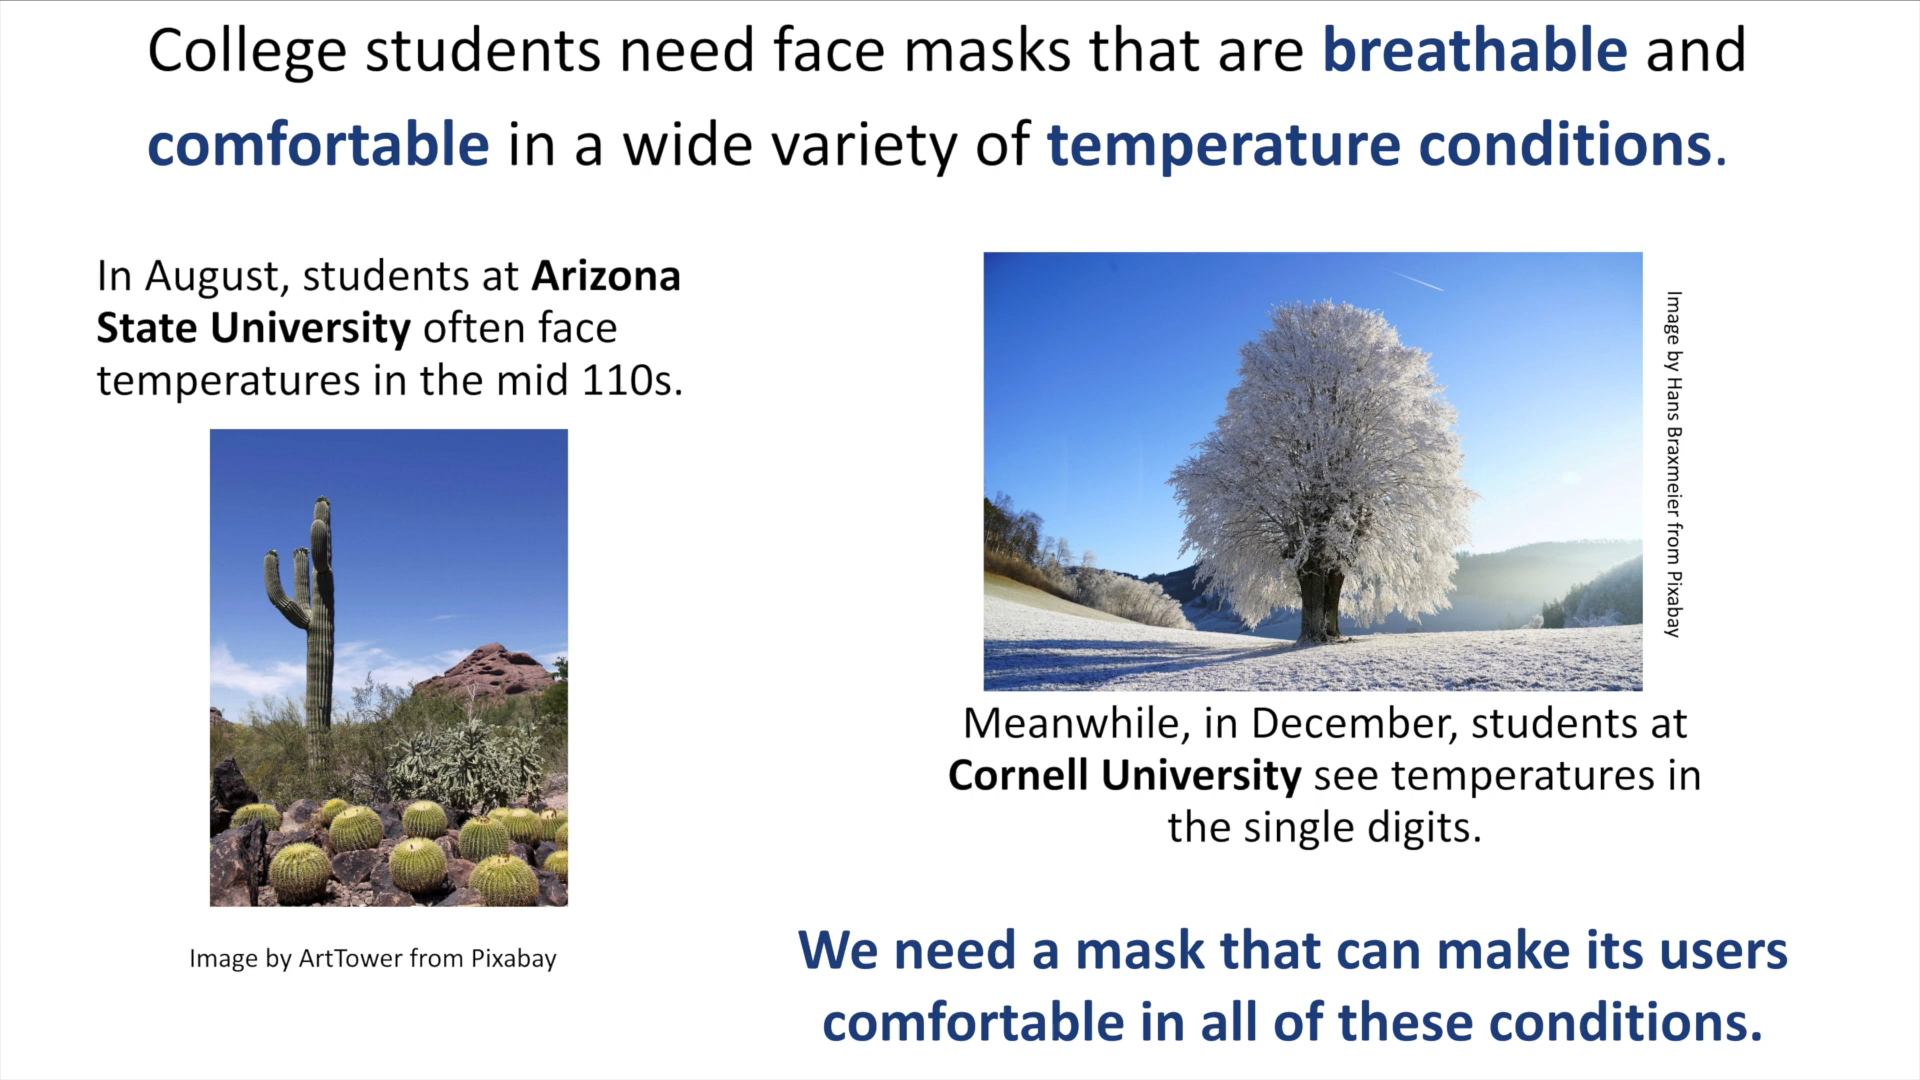 College students need face masks that are breathable and
comfortable in a wide variety of temperature conditions.
In August, students at Arizona
State University often face
temperatures in the mid 110s.
Image by ArtTower from Pixabay
Image by Hans Braxmeier from Pixabay
Meanwhile, in December, students at
Cornell University see temperatures in
the single digits.
We need a mask that can make its users
comfortable in all of these conditions.